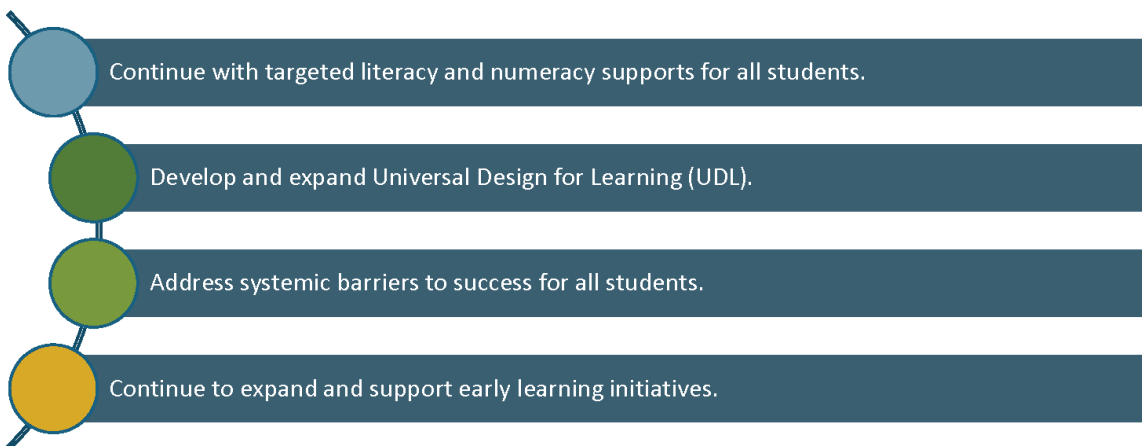 Continue with targeted literacy and numeracy supports for all students.
Develop and expand Universal Design for Learning (UDL).
Address systemic barriers to success for all students.
Continue to expand and support early learning initiatives.